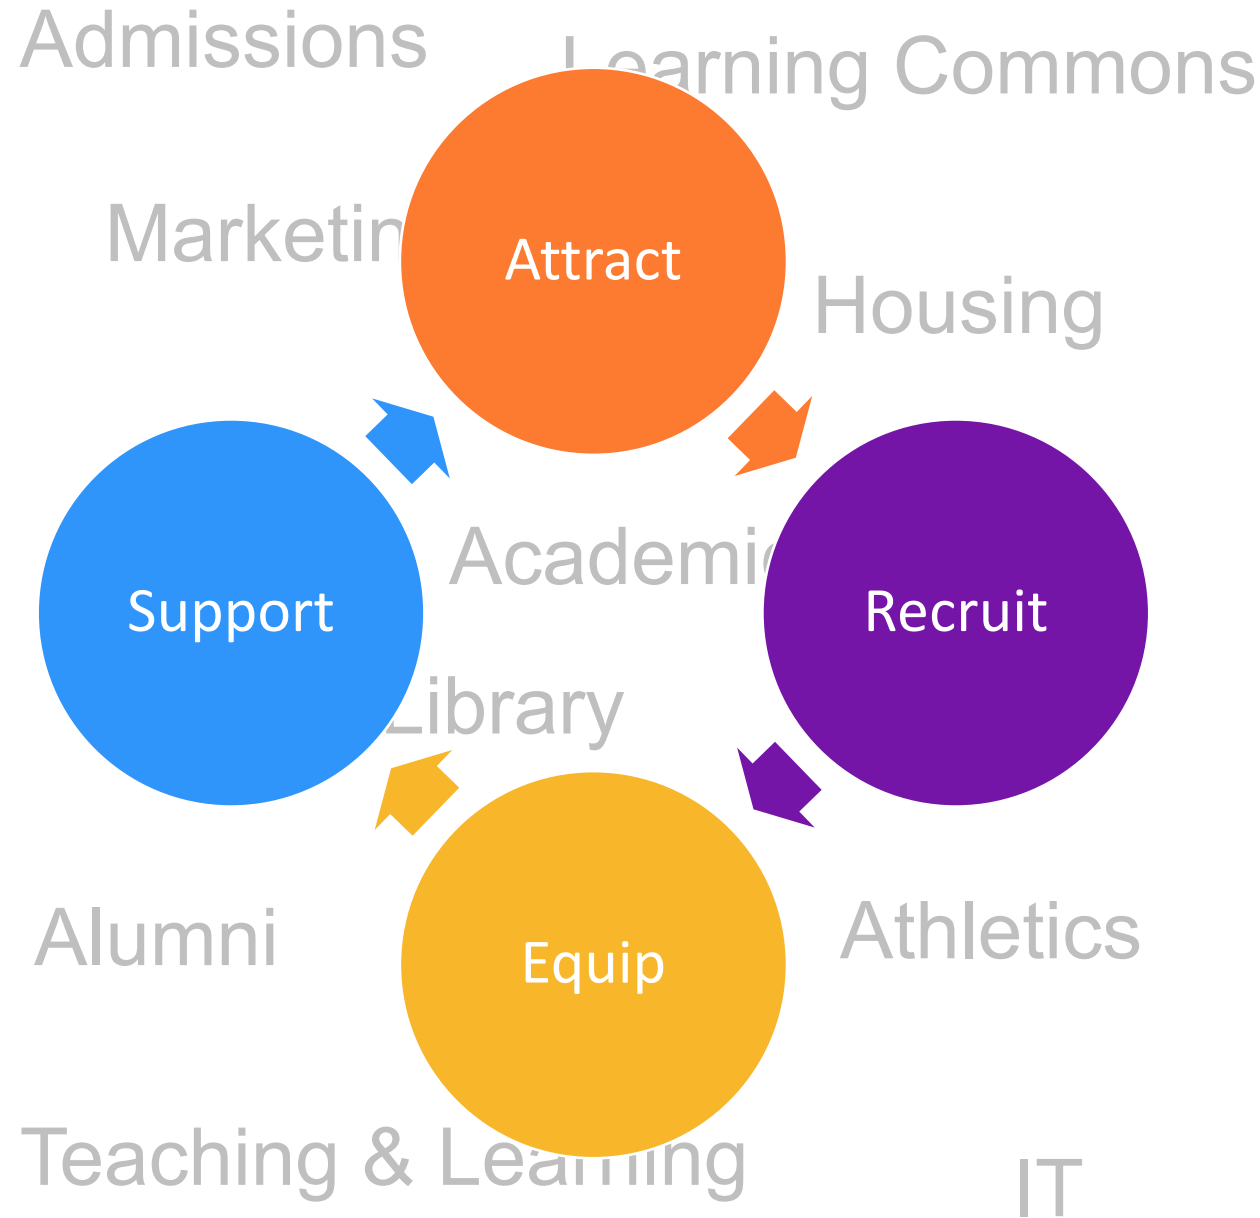 Admissions
Learning Commons
Marketin
Attract
Housing
Academic
Support
Recruit
Library
Alumni
Athletics
Equip
Teaching & Learning
IT